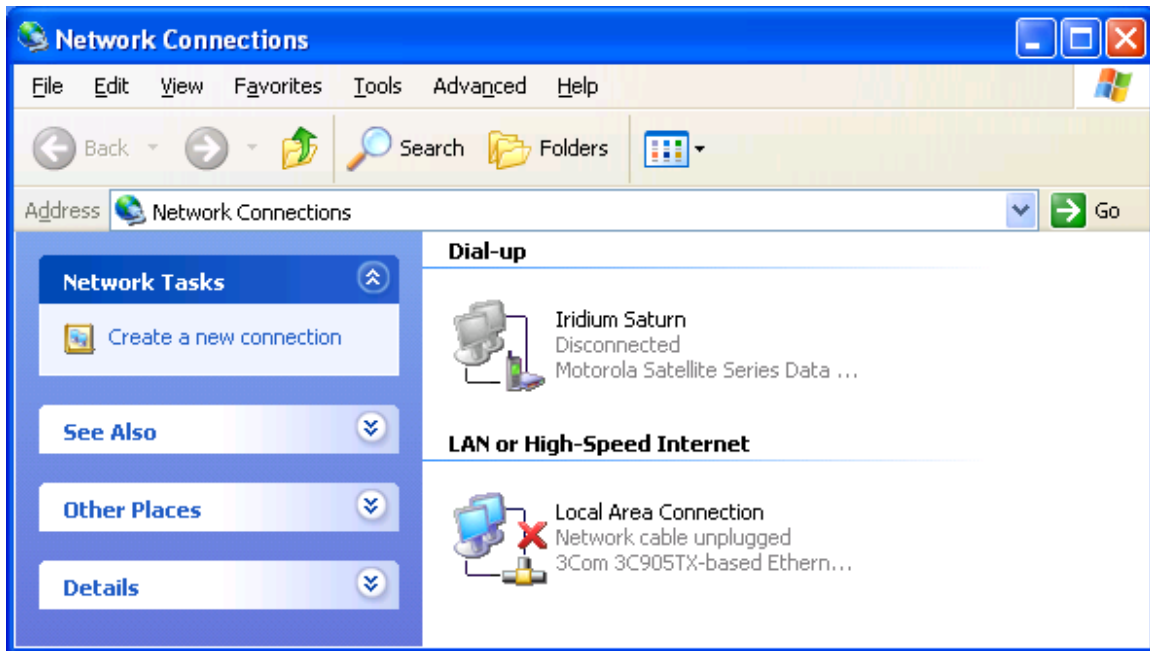 Network Connections
File Edit View Favorites Tools Advanced Help
Back Search Folders
Address Network Connections Go
Network Tasks
Create a new connection
See Also
Other Places
Details
Dial-up
Iridium Saturn
Disconnected
Motorola Satellite Series Data ...
LAN or High-Speed Internet
Local Area Connection
Network cable unplugged
3Com 3C905TX-based Ethern...